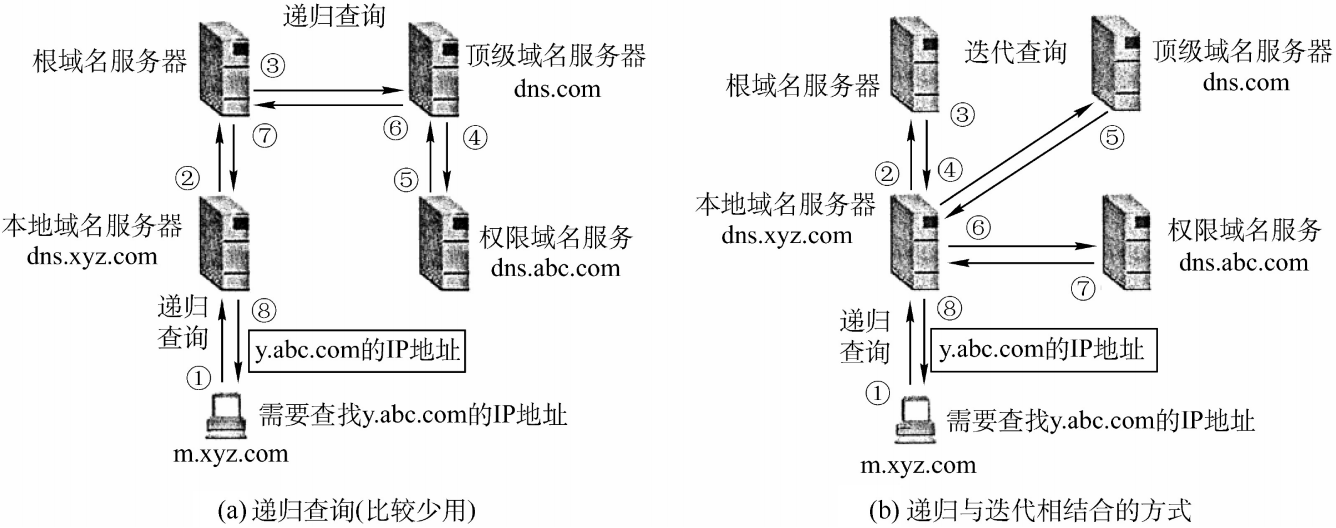 递归查询
根域名服务器
③
顶级域名服务器
dns.com
⑦
⑥
④
②
⑤
本地域名服务器
dns.xyz.com
权限域名服务
dns.abc.com
递归
查询
⑧
y.abc.com的IP地址
①
需要查找y.abc.com的IP地址
m.xyz.com
(a) 递归查询(比较少用)
迭代查询
顶级域名服务器
dns.com
根域名服务器
③
⑤
②
④
本地域名服务器
dns.xyz.com
⑥
权限域名服务
dns.abc.com
⑦
递归
查询
⑧
y.abc.com的IP地址
①
需要查找y.abc.com的IP地址
m.xyz.com
(b) 递归与迭代相结合的方式